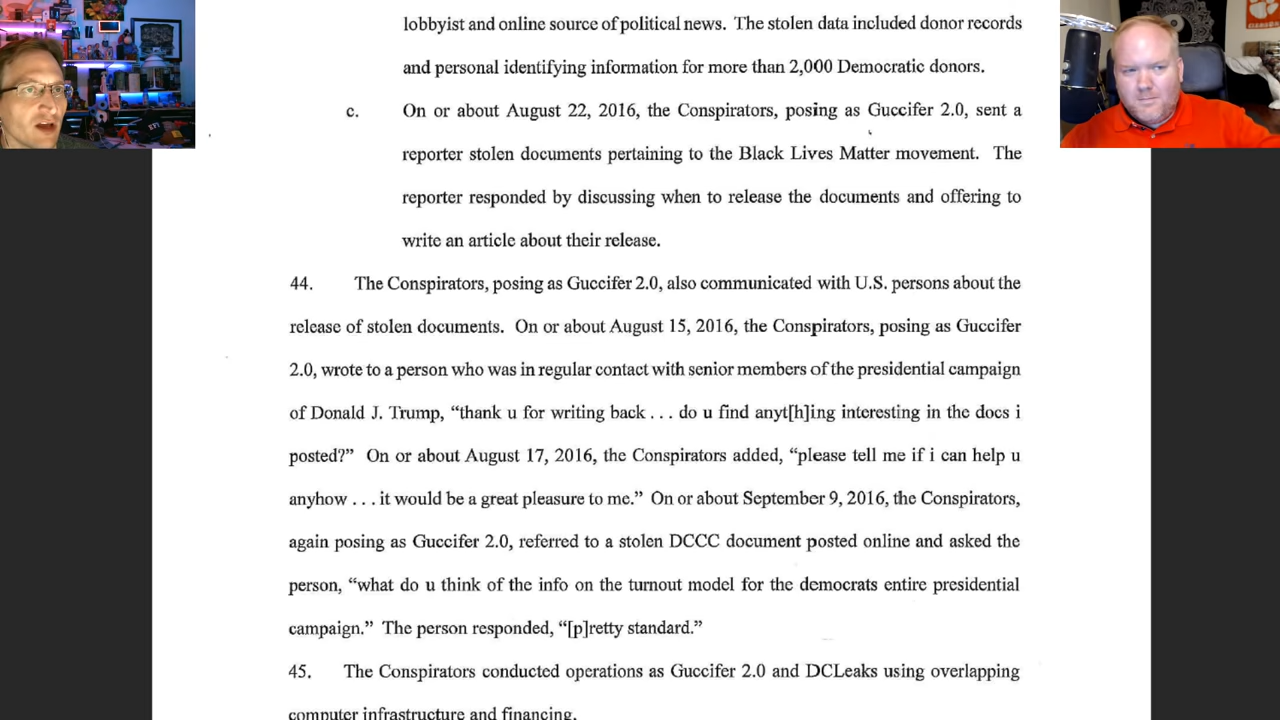 lobbyist and online source of political news. The stolen data included donor records
and personal identifying information for more than 2,000 Democratic donors.
c. On or about August 22, 2016, the Conspirators, posing as Guccifer 2.0, sent a
reporter stolen documents pertaining to the Black Lives Matter movement. The
reporter responded by discussing when to release the documents and offering to
write an article about their release.
44. The Conspirators, posing as Guccifer 2.0, also communicated with U.S. persons about the
release of stolen documents. On or about August 15, 2016, the Conspirators, posing as Guccifer
2.0, wrote to a person who was in regular contact with senior members of the presidential campaign
of Donald J. Trump, “thank u for writing back . . . do u find anyt[h]ing interesting in the docs i
posted?” On or about August 17, 2016, the Conspirators added, “please tell me if i can help u
anyhow . . . it would be a great pleasure to me.” On or about September 9, 2016, the Conspirators,
again posing as Guccifer 2.0, referred to a stolen DCCC document posted online and asked the
person, “what do u think of the info on the turnout model for the democrats entire presidential
campaign.” The person responded, “[p]retty standard.”
45. The Conspirators conducted operations as Guccifer 2.0 and DCLeaks using overlapping
computer infrastructure and financing.